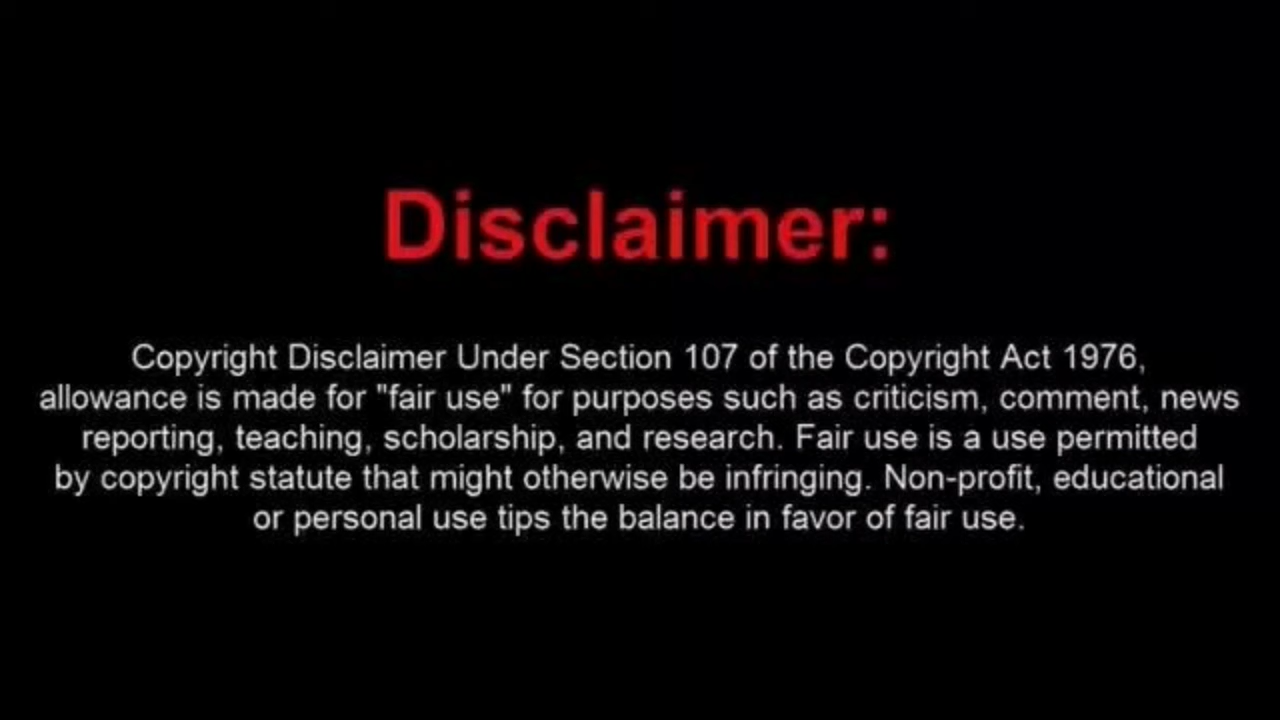 Disclaimer:
Copyright Disclaimer Under Section 107 of the Copyright Act 1976,
allowance is made for "fair use" for purposes such as criticism, comment, news
reporting, teaching, scholarship, and research. Fair use is a use permitted
by copyright statute that might otherwise be infringing. Non-profit, educational
or personal use tips the balance in favor of fair use.